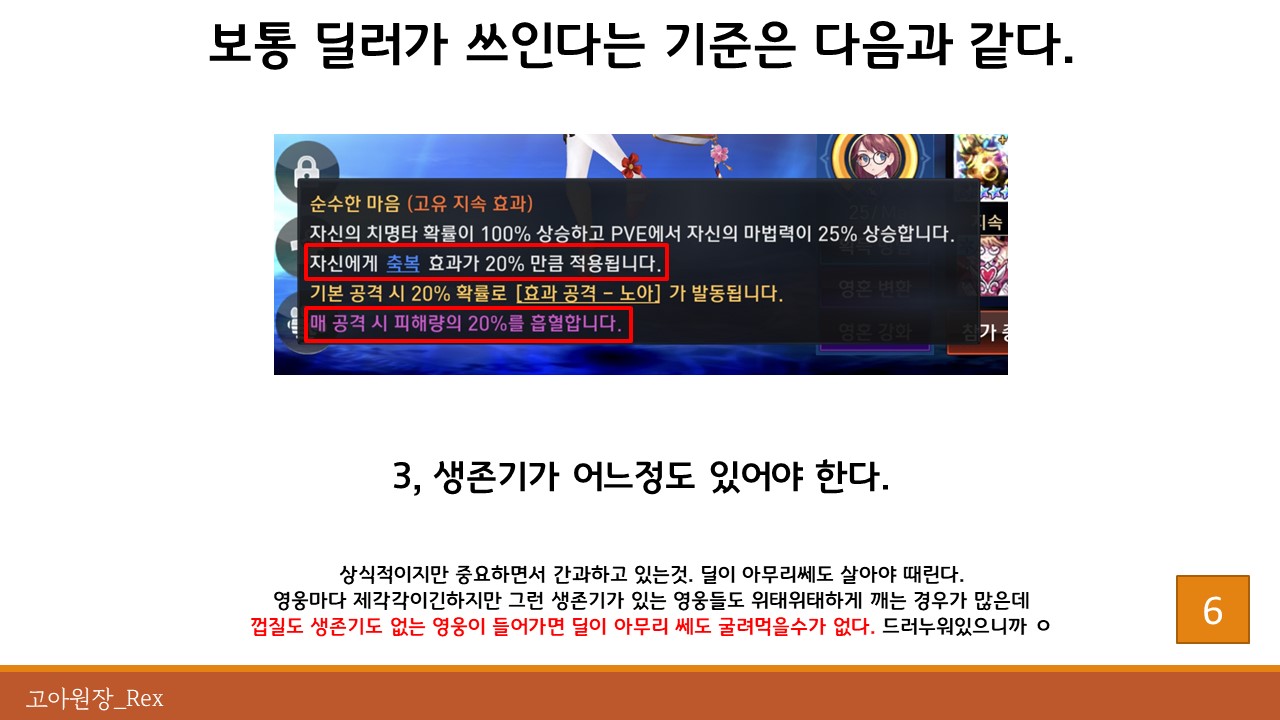 보통 딜러가 쓰인다는 기준은 다음과 같다.
순수한 마음 (고유 지속 효과)
자신의 치명타 확률이 100% 상승하고 PVE에서 자신의 마법력이 25% 상승합니다.
자신에게 축복 효과가 20% 만큼 적용됩니다.
기본 공격 시 20% 확률로 [효과 공격 - 노아] 가 발동됩니다.
매 공격 시 피해량의 20%를 흡혈합니다.
지속
영혼 변환
영혼 강화
참가
3, 생존기가 어느정도 있어야 한다.
상식적이지만 중요하면서 간과하고 있는것. 딜이 아무리쎄도 살아야 때린다.
영웅마다 제각각이긴하지만 그런 생존기가 있는 영웅들도 위태위태하게 깨는 경우가 많은데
껍질도 생존기도 없는 영웅이 들어가면 딜이 아무리 쎄도 굴려먹을수가 없다. 드러누워있으니까 ㅇ
6
고아원장_Rex